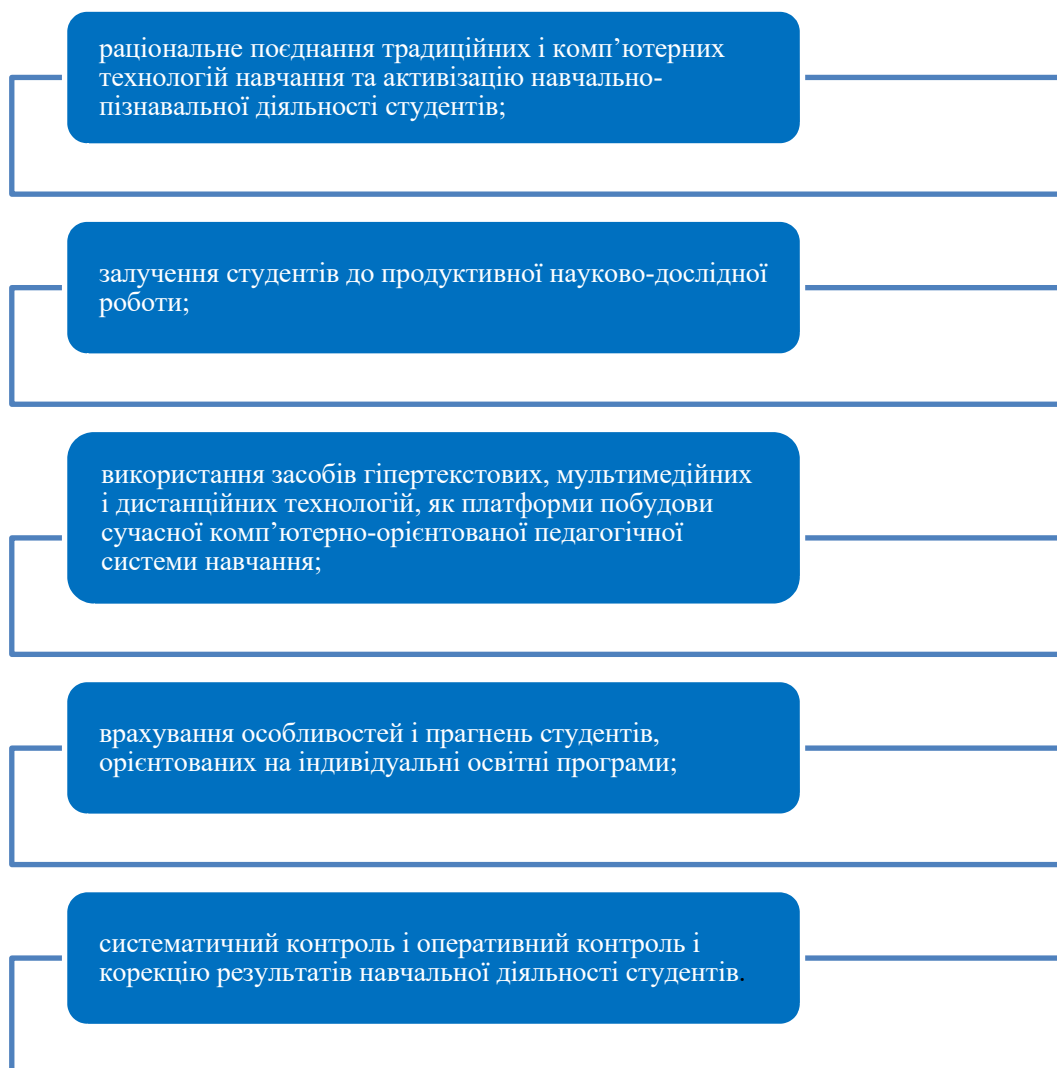 раціональне поєднання традиційних і комп’ютерних
технологій навчання та активізацію навчально-
пізнавальної діяльності студентів;
залучення студентів до продуктивної науково-дослідної
роботи;
використання засобів гіпертекстових, мультимедійних
і дистанційних технологій, як платформи побудови
сучасної комп’ютерно-орієнтованої педагогічної
системи навчання;
врахування особливостей і прагнень студентів,
орієнтованих на індивідуальні освітні програми;
систематичний контроль і оперативний контроль і
корекцію результатів навчальної діяльності студентів.